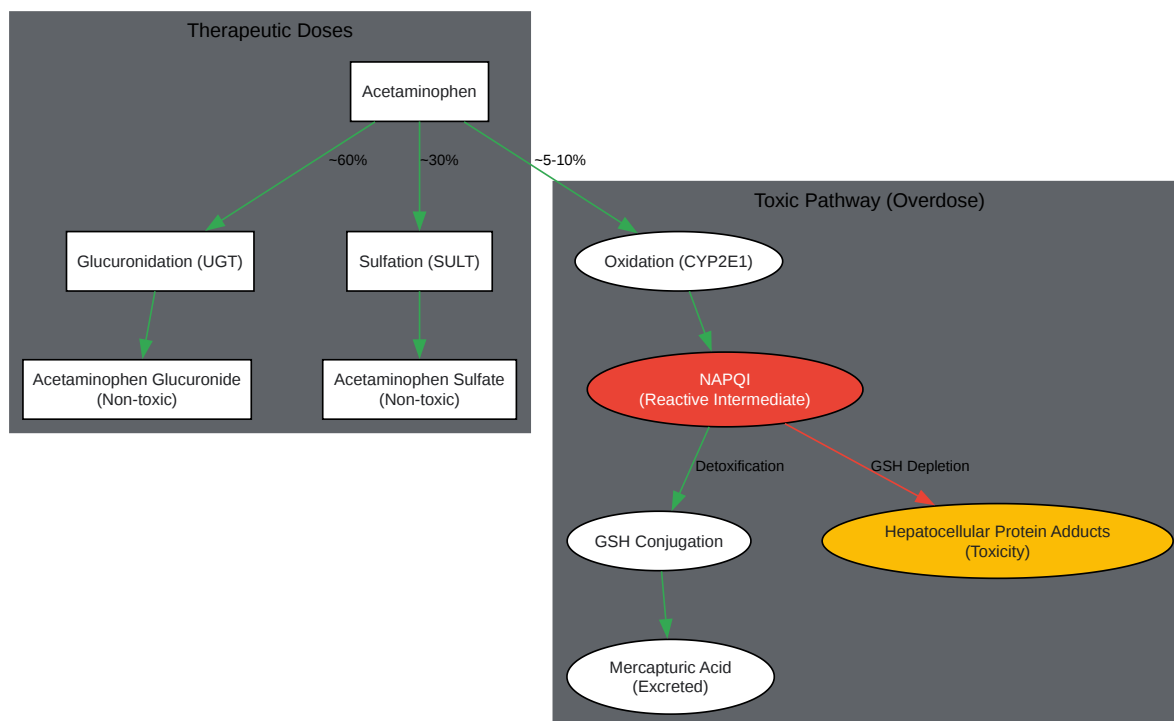 Therapeutic Doses
Acetaminophen
~60%
~30%
~5-10%
Toxic Pathway (Overdose)
Glucuronidation (UGT)
Sulfation (SULT)
Oxidation (CYP2E1)
Acetaminophen Glucuronide
(Non-toxic)
Acetaminophen Sulfate
(Non-toxic)
NAPQI
(Reactive Intermediate)
Detoxification
GSH Depletion
GSH Conjugation
Hepatocellular Protein Adducts
(Toxicity)
Mercapturic Acid
(Excreted)